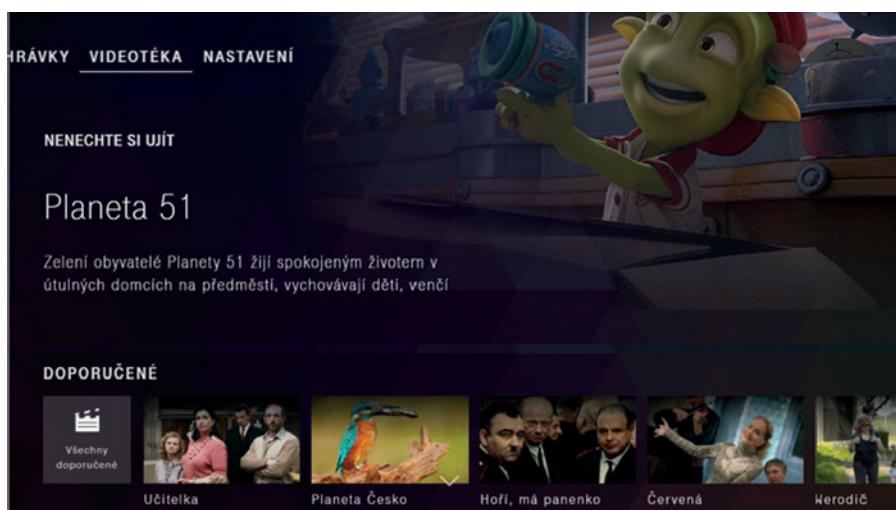 HRÁVKY VIDEOTÉKA NASTAVENÍ
NENECHTE SI UJÍT
Planeta 51
Zelení obyvatelé Planety 51 žijí spokojeným životem v
útulných domcích na předměstí, vychovávají děti, venčí
DOPORUČENÉ
Všechny
doporučené
Učitelka Planeta Česko Hoří, má panenko Červená Werodič